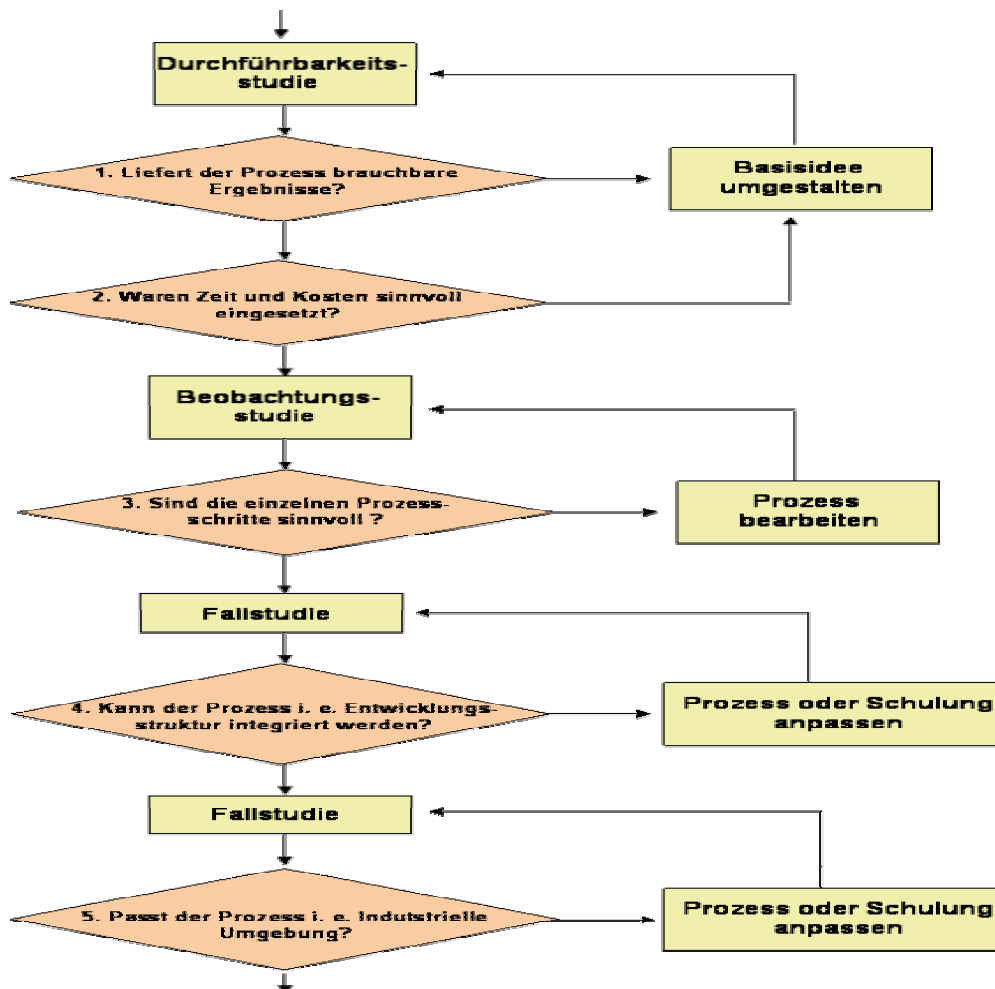 Durchführbarkeits-
studie
1. Liefert der Prozess brauchbare
Ergebnisse?
Basisidee
umgestalten
2. Waren Zeit und Kosten sinnvoll
eingesetzt?
Beobachtungs-
studie
3. Sind die einzelnen Prozess-
schritte sinnvoll ?
Prozess
bearbeiten
Fallstudie
4. Kann der Prozess i. e. Entwicklungs-
struktur integriert werden?
Prozess oder Schulung
anpassen
Fallstudie
5. Passt der Prozess i. e. Indutstrielle
Umgebung?
Prozess oder Schulung
anpassen